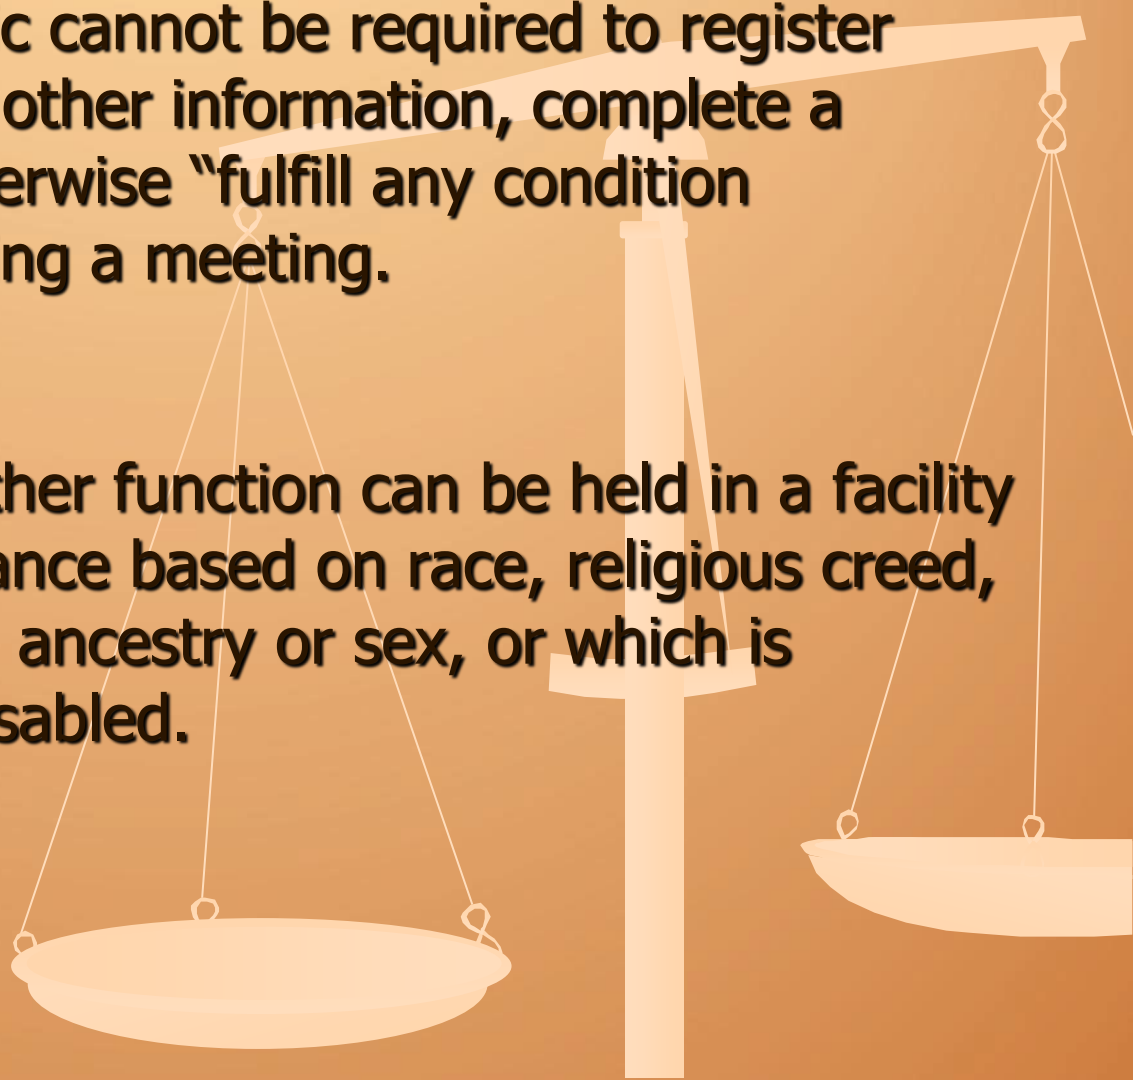 c cannot be required to register
other information, complete a
erwise “fulfill any condition
ng a meeting.
ther function can be held in a facility
ance based on race, religious creed,
ancestry or sex, or which is
sabled.